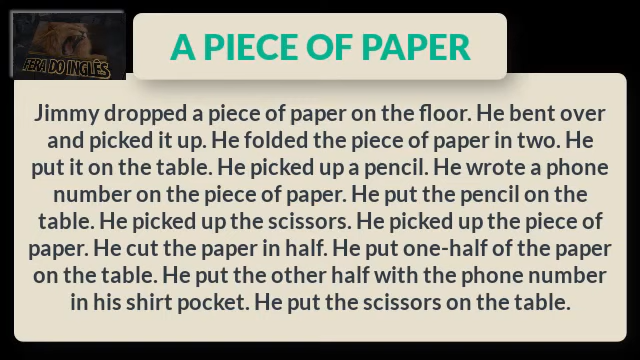 FERA DO INGLÊS
A PIECE OF PAPER
Jimmy dropped a piece of paper on the floor. He bent over
and picked it up. He folded the piece of paper in two. He
put it on the table. He picked up a pencil. He wrote a phone
number on the piece of paper. He put the pencil on the
table. He picked up the scissors. He picked up the piece of
paper. He cut the paper in half. He put one-half of the paper
on the table. He put the other half with the phone number
in his shirt pocket. He put the scissors on the table.